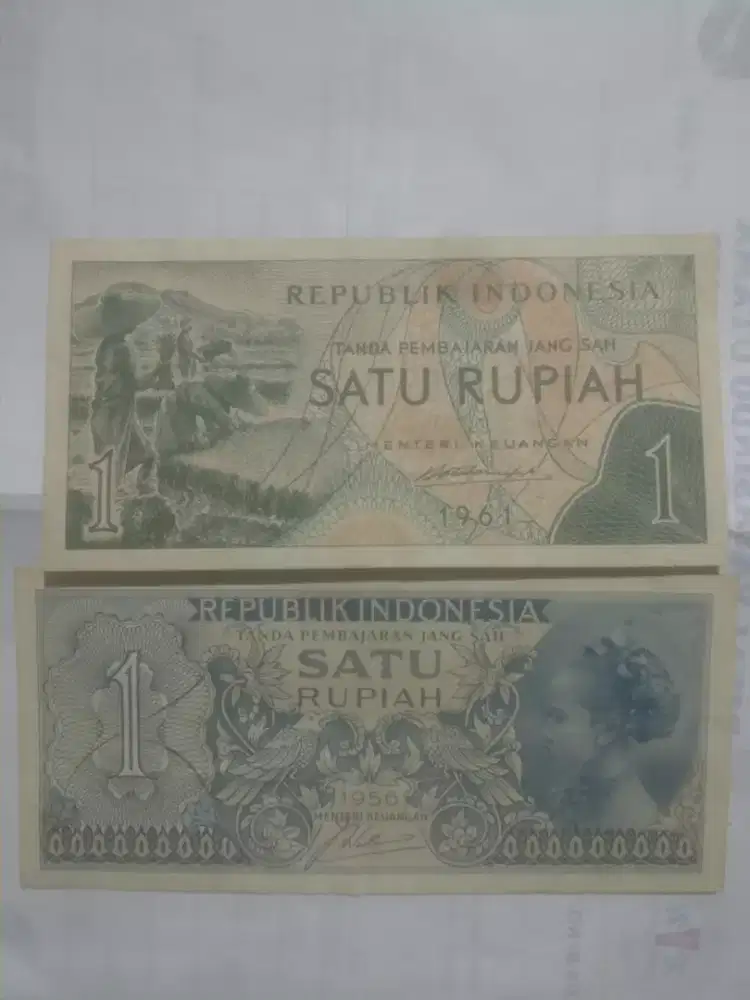 REPUBLIK INDONESIA
TANDA PEMBAJARAN JANG SAH
SATU RUPIAH
MENTERI KEUANGAN
1 1
1961
REPUBLIK INDONESIA
TANDA PEMBAJARAN JANG SAH
SATU
RUPIAH
1
1956
MENTERI KEUANGAN